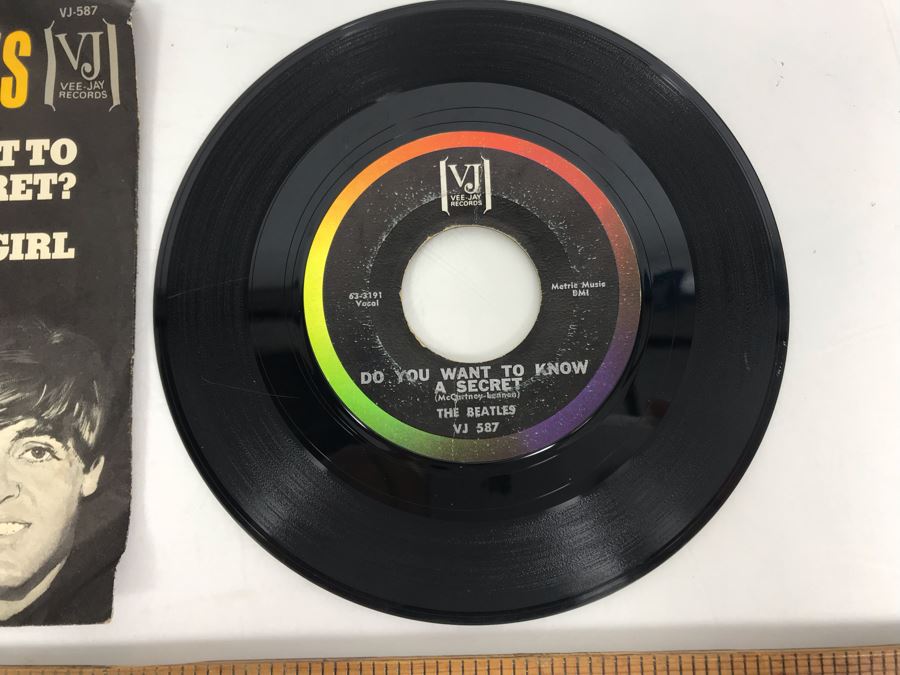 VJ-587
S
VJ
VEE-JAY
RECORDS
T TO
RET?
GIRL
VJ
VEE-JAY
RECORDS
63-3191
Vocal
Metric Music
BMI
DO YOU WANT TO KNOW
A SECRET
(McCartney-Lennon)
THE BEATLES
VJ 587